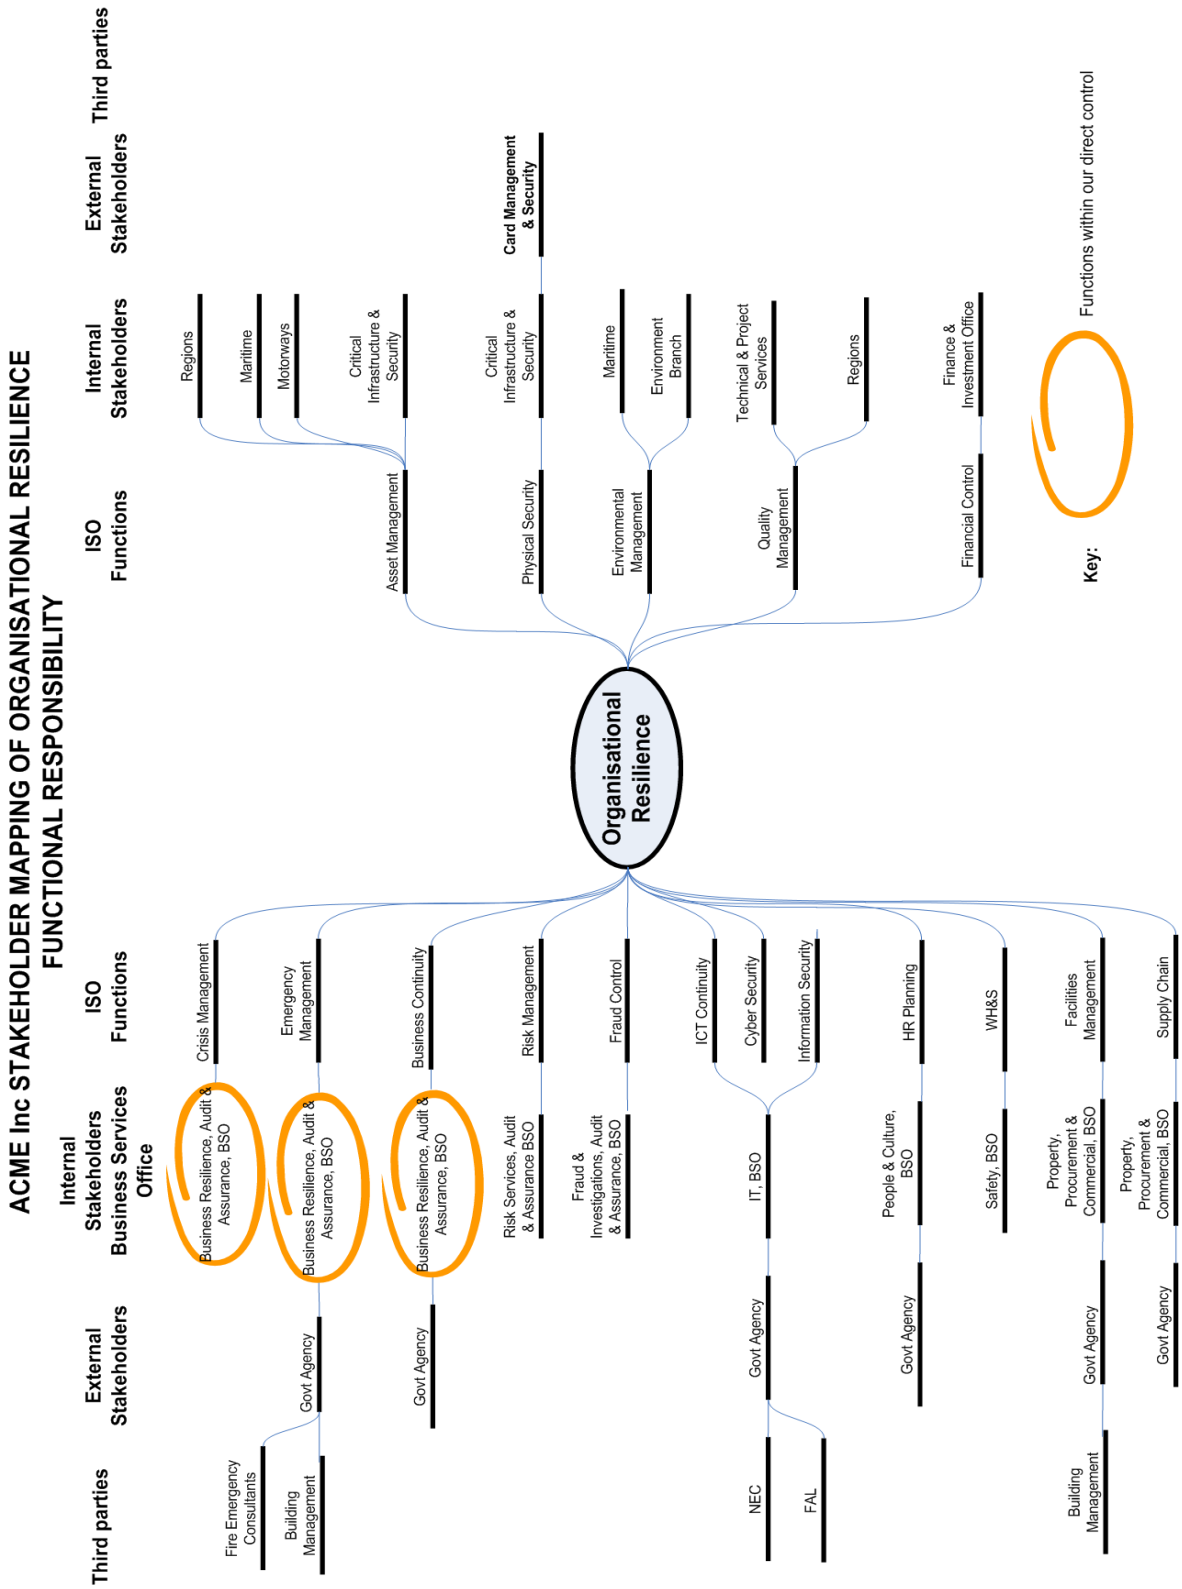 ACME Inc STAKEHOLDER MAPPING OF ORGANISATIONAL RESILIENCE
FUNCTIONAL RESPONSIBILITY
Third parties
External
Stakeholders
Internal
Stakeholders
Business Services
Office
ISO
Functions
ISO
Functions
Internal
Stakeholders
External
Stakeholders
Third parties
Fire Emergency
Consultants
Building
Management
Govt Agency
Govt Agency
Business Resilience, Audit &
Assurance, BSO
Business Resilience, Audit &
Assurance, BSO
Business Resilience, Audit &
Assurance, BSO
Crisis Management
Emergency
Management
Business Continuity
Risk Services, Audit
& Assurance BSO
Risk Management
Fraud &
Investigations, Audit
& Assurance, BSO
Fraud Control
NEC
FAL
Govt Agency
IT, BSO
ICT Continuity
Cyber Security
Information Security
Govt Agency
People & Culture,
BSO
HR Planning
Safety, BSO
WH&S
Building
Management
Govt Agency
Property,
Procurement &
Commercial, BSO
Facilities
Management
Govt Agency
Property,
Procurement &
Commercial, BSO
Supply Chain
Organisational
Resilience
Asset Management
Regions
Maritime
Motorways
Critical
Infrastructure &
Security
Physical Security
Critical
Infrastructure &
Security
Card Management
& Security
Environmental
Management
Maritime
Environment
Branch
Quality
Management
Technical & Project
Services
Regions
Financial Control
Finance &
Investment Office
Key:
Functions within our direct control